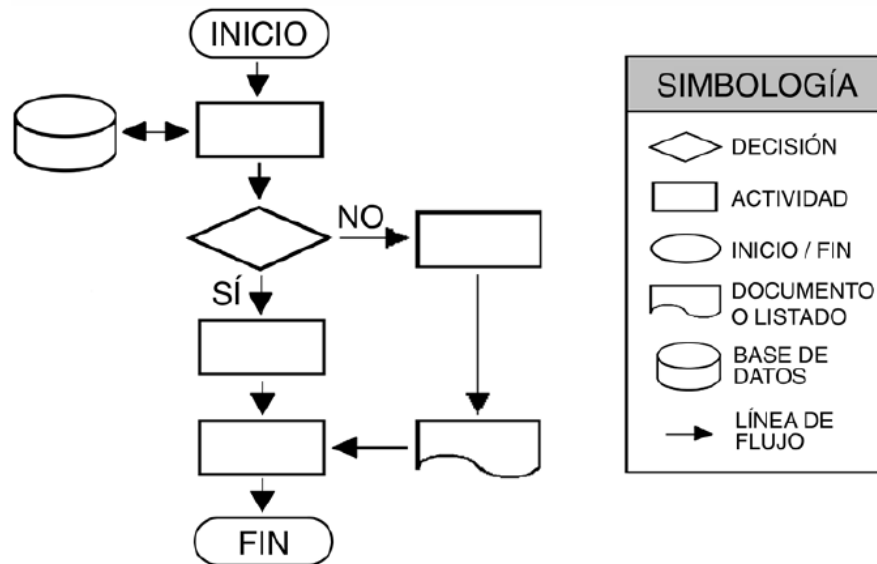 INICIO
NO
SÍ
FIN
SIMBOLOGÍA
DECISIÓN
ACTIVIDAD
INICIO / FIN
DOCUMENTO
O LISTADO
BASE DE
DATOS
LÍNEA DE
FLUJO